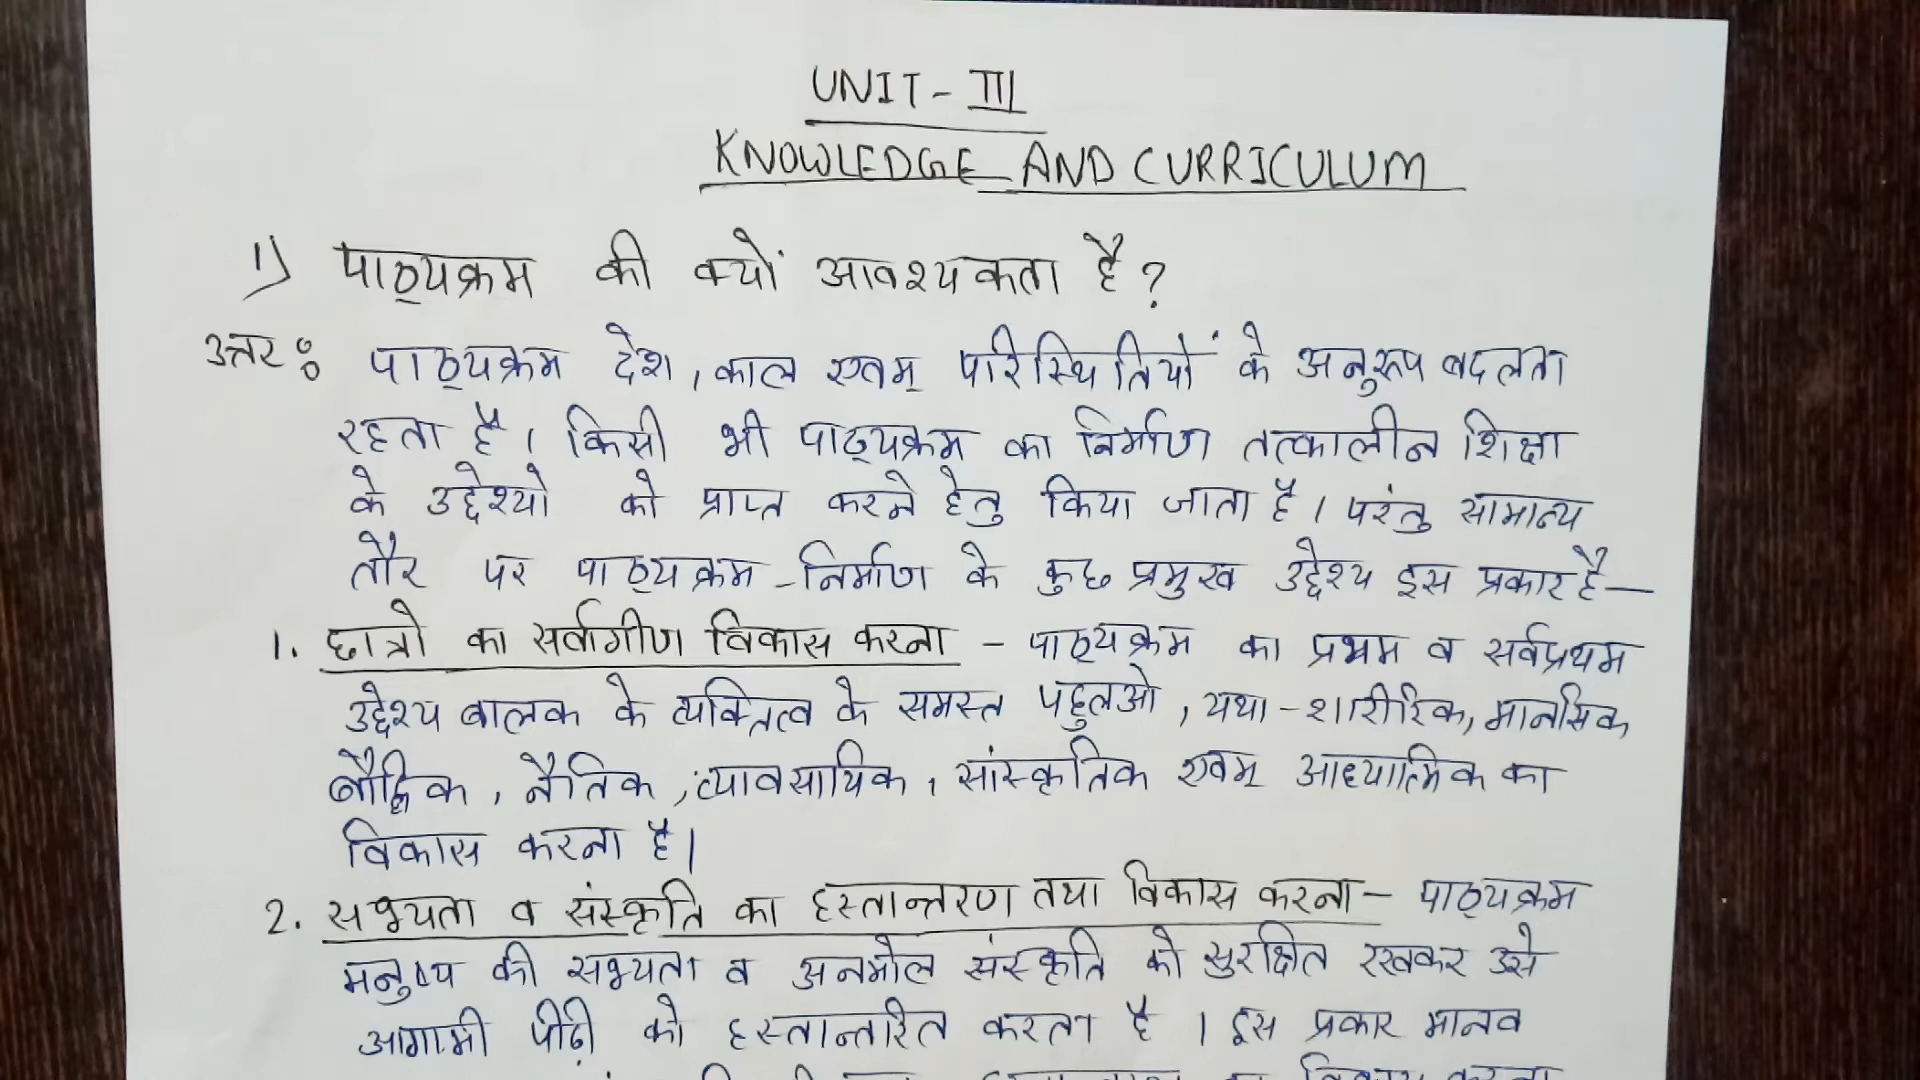 UNIT - III
KNOWLEDGE AND CURRICULUM
1) पाठ्यक्रम की क्यों आवश्यकता है ?
उत्तर: पाठ्यक्रम देश, काल एवम् परिस्थितियों के अनुरूप बदलता
रहता है। किसी भी पाठ्यक्रम का निर्माण तत्कालीन शिक्षा
के उद्देश्यो को प्राप्त करने हेतु किया जाता है। परंतु सामान्य
तौर पर पाठ्यक्रम - निर्माण के कुछ प्रमुख उद्देश्य इस प्रकार है —
1. छात्रो का सर्वागीण विकास करना - पाठ्यक्रम का प्रथम व सर्वप्रथम
उद्देश्य बालक के व्यक्तित्व के समस्त पहुलओ, यथा - शारीरिक, मानसिक
बौद्धिक, नैतिक, व्यावसायिक, सांस्कृतिक एवम् आध्यात्मिक का
विकास करना है।
2. सभ्यता व संस्कृति का हस्तान्तरण तथा विकास करना - पाठ्यक्रम
मनुष्य की सभ्यता व अनमोल संस्कृति को सुरक्षित रखकर उसे
आगामी पीढ़ी को हस्तान्तरित करता है । इस प्रकार मानव